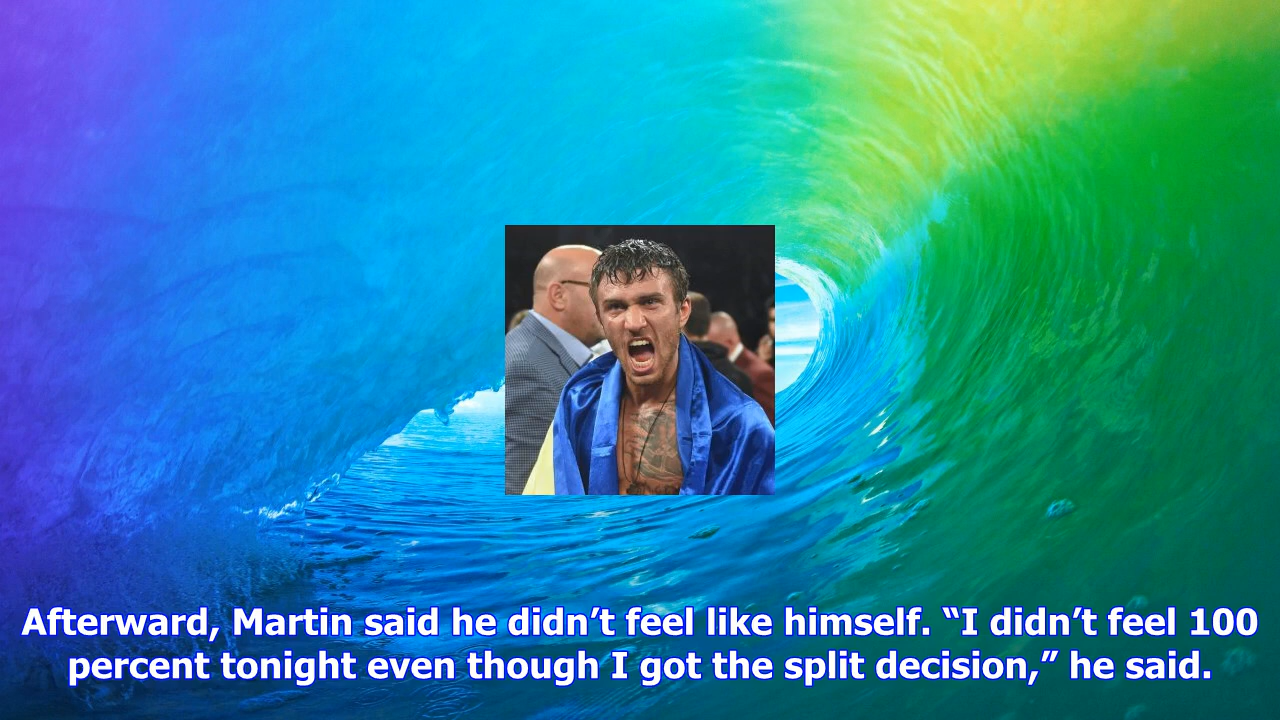 Afterward, Martin said he didn’t feel like himself. “I didn’t feel 100
percent tonight even though I got the split decision,” he said.